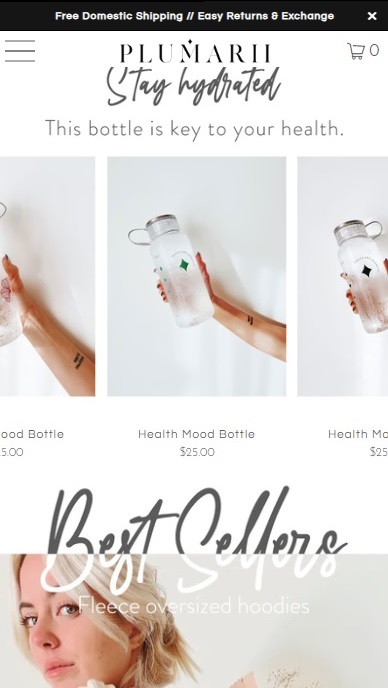 Free Domestic Shipping // Easy Returns & Exchange ✕
PLUMARII
0
Stay hydrated
This bottle is key to your health.
ood Bottle
Health Mood Bottle
Health Mo
5.00
$25.00
$25
Best Sellers
Fleece oversized hoodies